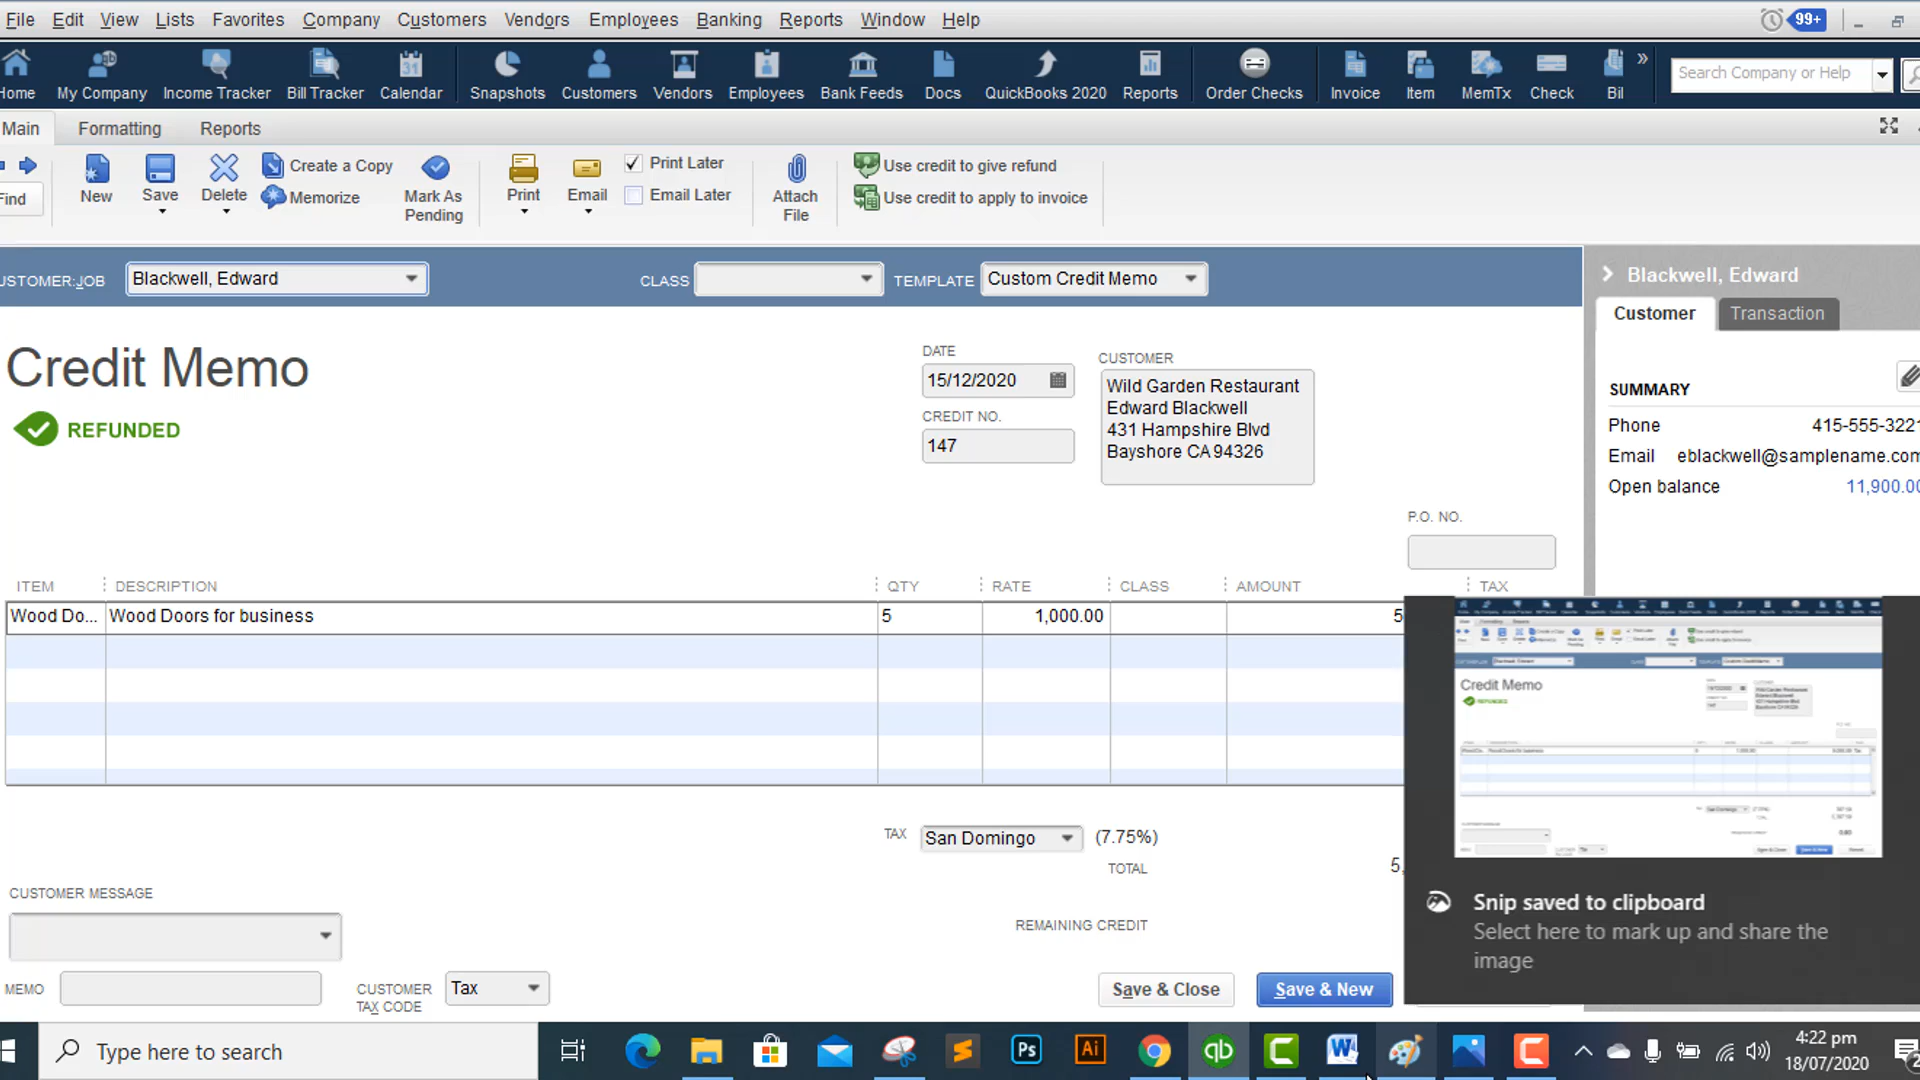 File Edit View Lists Favorites Company Customers Vendors Employees Banking Reports Window Help 99+
Home My Company Income Tracker Bill Tracker Calendar Snapshots Customers Vendors Employees Bank Feeds Docs QuickBooks 2020 Reports Order Checks Invoice Item MemTx Check Bil Search Company or Help
Main Formatting Reports
Find New Save Delete Create a Copy Memorize Mark As Pending Print Email Print Later Email Later Attach File Use credit to give refund Use credit to apply to invoice
USTOMER:JOB Blackwell, Edward CLASS TEMPLATE Custom Credit Memo
Blackwell, Edward
Customer Transaction
Credit Memo
REFUNDED
DATE
15/12/2020
CREDIT NO.
147
CUSTOMER
Wild Garden Restaurant
Edward Blackwell
431 Hampshire Blvd
Bayshore CA 94326
P.O. NO.
SUMMARY
Phone 415-555-3221
Email eblackwell@samplename.com
Open balance 11,900.00
ITEM DESCRIPTION QTY RATE CLASS AMOUNT TAX
Wood Do... Wood Doors for business 5 1,000.00 5
TAX San Domingo (7.75%)
TOTAL 5,
CUSTOMER MESSAGE
REMAINING CREDIT
MEMO CUSTOMER TAX CODE Tax
Save & Close Save & New
Credit Memo
REFUNDED
Snip saved to clipboard
Select here to mark up and share the
image
Type here to search
Ps Ai qb
4:22 pm
18/07/2020